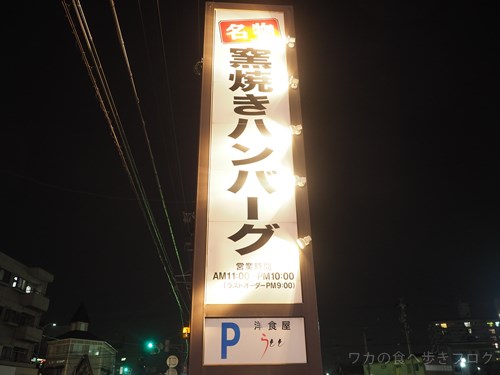 名物
窯焼きハンバーグ
営業時間
AM11:00-PM10:00
(ラストオーダーPM9:00)
P
洋食屋
ワカの食べ歩きブログ